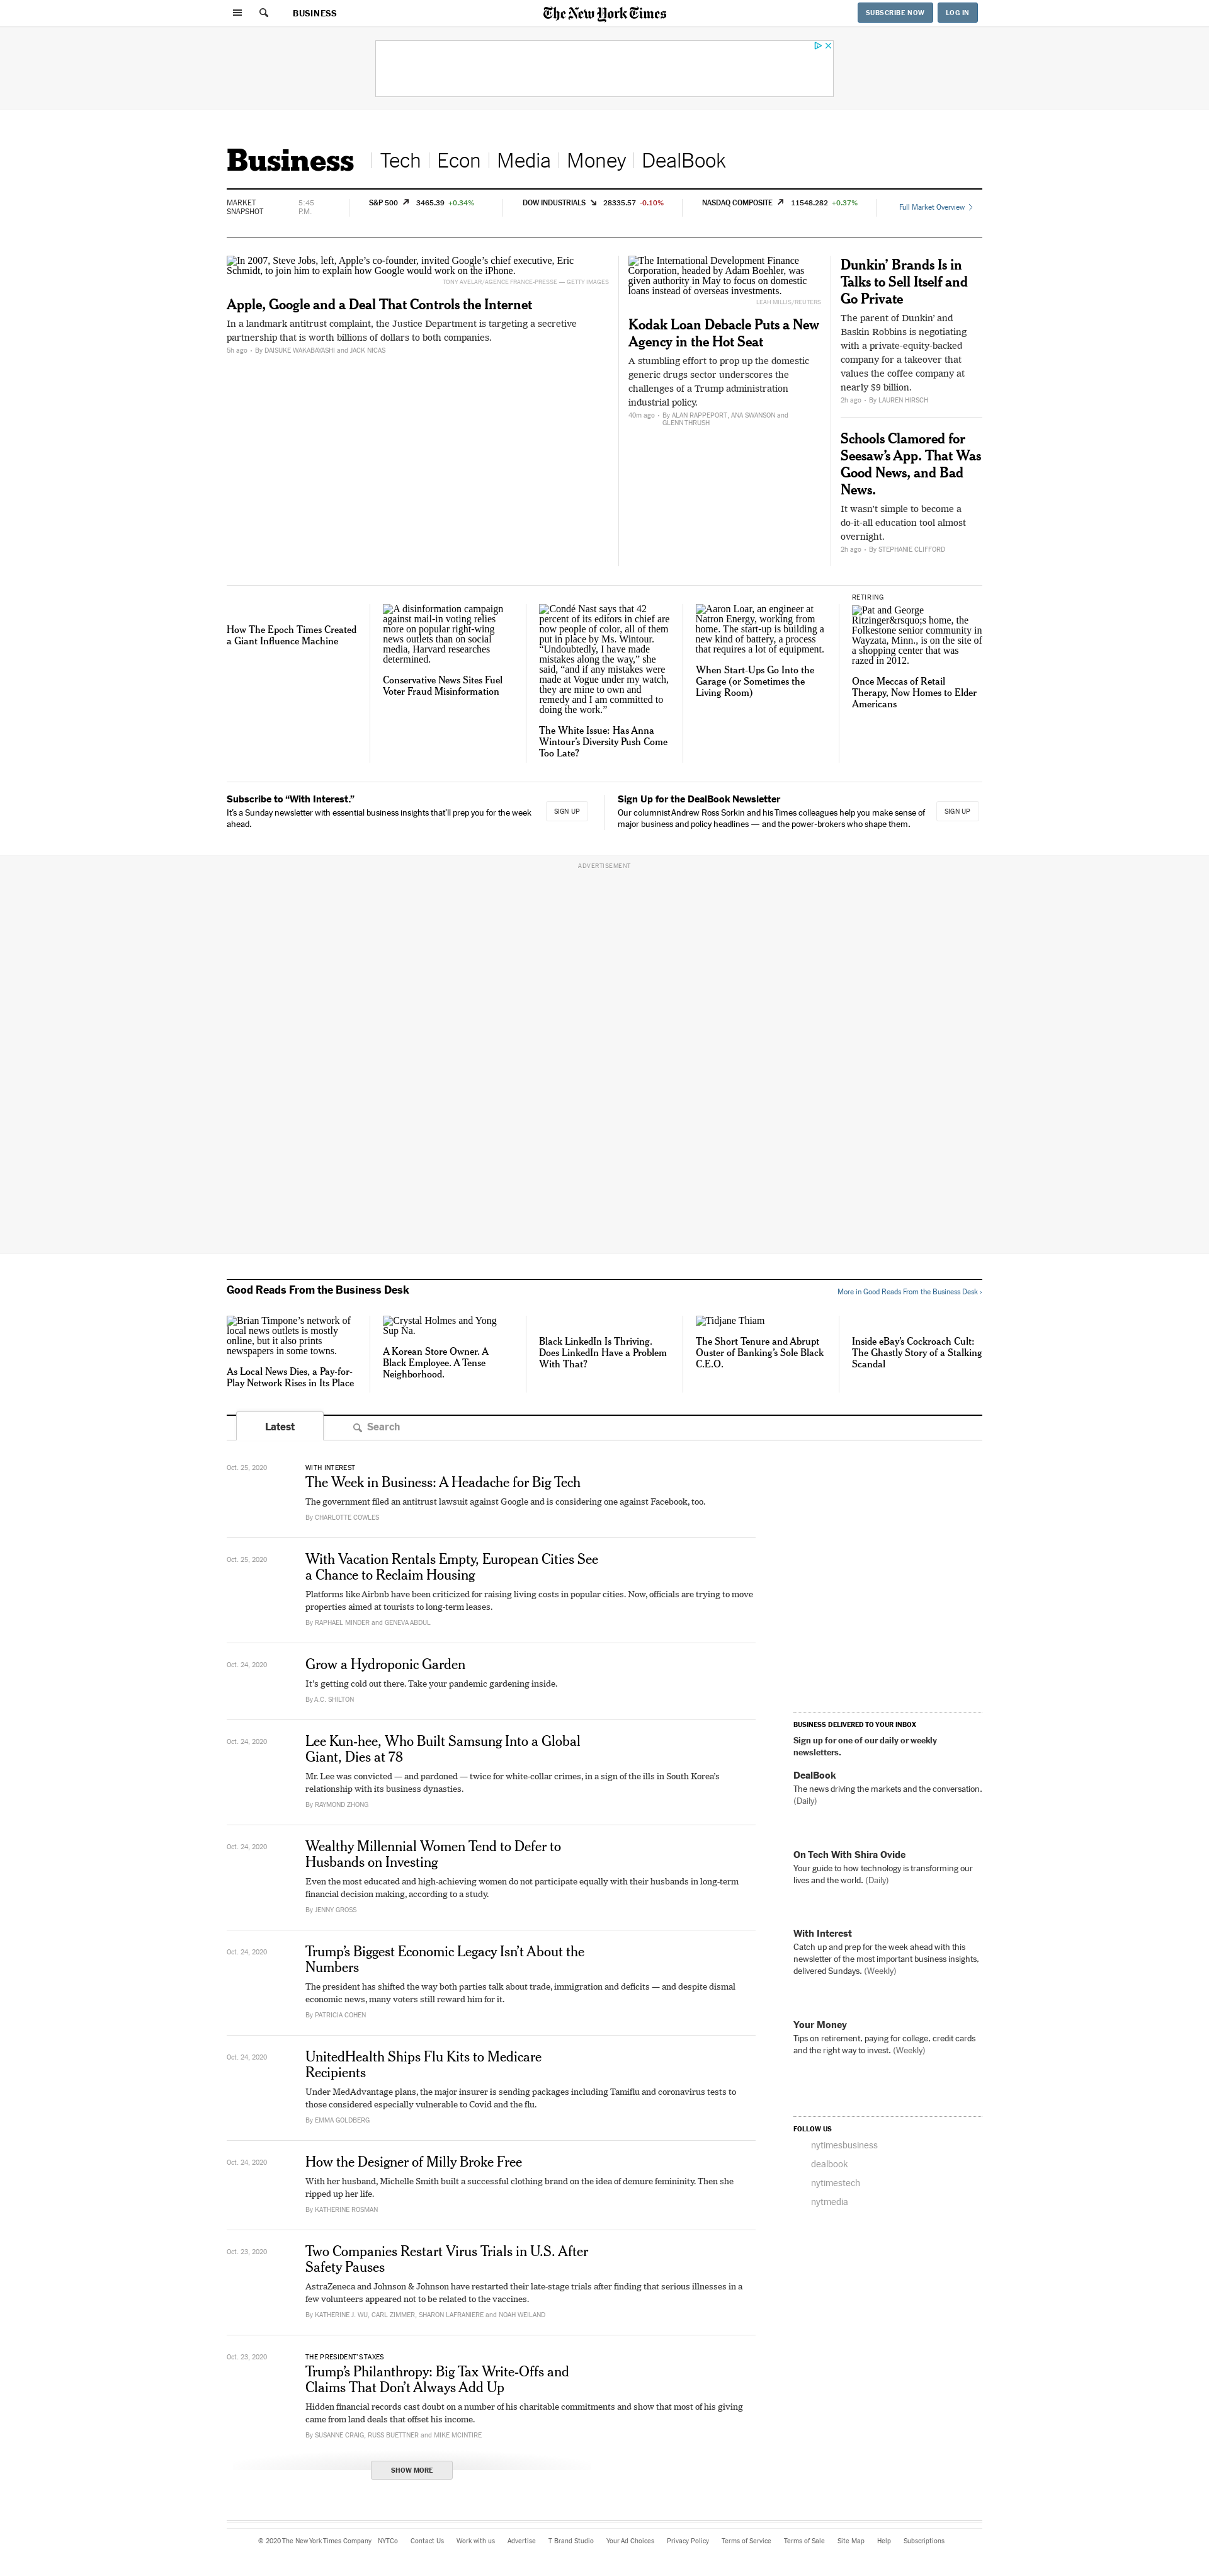 BUSINESS
The New York Times
SUBSCRIBE NOW
LOG IN
Business
Tech
Econ
Media
Money
DealBook
MARKET
SNAPSHOT
5:45
P.M.
S&P 500 3465.39 +0.34%
DOW INDUSTRIALS 28335.57 -0.10%
NASDAQ COMPOSITE 11548.282 +0.37%
Full Market Overview
In 2007, Steve Jobs, left, Apple’s co-founder, invited Google’s chief executive, Eric
Schmidt, to join him to explain how Google would work on the iPhone.
TONY AVELAR/AGENCE FRANCE-PRESSE — GETTY IMAGES
Apple, Google and a Deal That Controls the Internet
In a landmark antitrust complaint, the Justice Department is targeting a secretive
partnership that is worth billions of dollars to both companies.
5h ago · By DAISUKE WAKABAYASHI and JACK NICAS
The International Development Finance
Corporation, headed by Adam Boehler, was
given authority in May to focus on domestic
loans instead of overseas investments.
LEAH MILLIS/REUTERS
Kodak Loan Debacle Puts a New
Agency in the Hot Seat
A stumbling effort to prop up the domestic
generic drugs sector underscores the
challenges of a Trump administration
industrial policy.
40m ago · By ALAN RAPPEPORT, ANA SWANSON and
GLENN THRUSH
Dunkin’ Brands Is in
Talks to Sell Itself and
Go Private
The parent of Dunkin’ and
Baskin Robbins is negotiating
with a private-equity-backed
company for a takeover that
values the coffee company at
nearly $9 billion.
2h ago · By LAUREN HIRSCH
Schools Clamored for
Seesaw’s App. That Was
Good News, and Bad
News.
It wasn’t simple to become a
do-it-all education tool almost
overnight.
2h ago · By STEPHANIE CLIFFORD
How The Epoch Times Created
a Giant Influence Machine
A disinformation campaign
against mail-in voting relies
more on popular right-wing
news outlets than on social
media, Harvard researches
determined.
Conservative News Sites Fuel
Voter Fraud Misinformation
Condé Nast says that 42
percent of its editors in chief are
now people of color, all of them
put in place by Ms. Wintour.
“Undoubtedly, I have made
mistakes along the way,” she
said, “and if any mistakes were
made at Vogue under my watch,
they are mine to own and
remedy and I am committed to
doing the work.”
The White Issue: Has Anna
Wintour’s Diversity Push Come
Too Late?
Aaron Loar, an engineer at
Natron Energy, working from
home. The start-up is building a
new kind of battery, a process
that requires a lot of equipment.
When Start-Ups Go Into the
Garage (or Sometimes the
Living Room)
RETIRING
Pat and George
Ritzinger&rsquo;s home, the
Folkestone senior community in
Wayzata, Minn., is on the site of
a shopping center that was
razed in 2012.
Once Meccas of Retail
Therapy, Now Homes to Elder
Americans
Subscribe to “With Interest.”
It’s a Sunday newsletter with essential business insights that’ll prep you for the week
ahead.
SIGN UP
Sign Up for the DealBook Newsletter
Our columnist Andrew Ross Sorkin and his Times colleagues help you make sense of
major business and policy headlines — and the power-brokers who shape them.
SIGN UP
ADVERTISEMENT
Good Reads From the Business Desk
More in Good Reads From the Business Desk ›
Brian Timpone’s network of
local news outlets is mostly
online, but it also prints
newspapers in some towns.
As Local News Dies, a Pay-for-
Play Network Rises in Its Place
Crystal Holmes and Yong
Sup Na.
A Korean Store Owner. A
Black Employee. A Tense
Neighborhood.
Black LinkedIn Is Thriving.
Does LinkedIn Have a Problem
With That?
Tidjane Thiam
The Short Tenure and Abrupt
Ouster of Banking’s Sole Black
C.E.O.
Inside eBay’s Cockroach Cult:
The Ghastly Story of a Stalking
Scandal
Latest
Search
Oct. 25, 2020
WITH INTEREST
The Week in Business: A Headache for Big Tech
The government filed an antitrust lawsuit against Google and is considering one against Facebook, too.
By CHARLOTTE COWLES
Oct. 25, 2020
With Vacation Rentals Empty, European Cities See
a Chance to Reclaim Housing
Platforms like Airbnb have been criticized for raising living costs in popular cities. Now, officials are trying to move
properties aimed at tourists to long-term leases.
By RAPHAEL MINDER and GENEVA ABDUL
Oct. 24, 2020
Grow a Hydroponic Garden
It’s getting cold out there. Take your pandemic gardening inside.
By A.C. SHILTON
Oct. 24, 2020
Lee Kun-hee, Who Built Samsung Into a Global
Giant, Dies at 78
Mr. Lee was convicted — and pardoned — twice for white-collar crimes, in a sign of the ills in South Korea’s
relationship with its business dynasties.
By RAYMOND ZHONG
Oct. 24, 2020
Wealthy Millennial Women Tend to Defer to
Husbands on Investing
Even the most educated and high-achieving women do not participate equally with their husbands in long-term
financial decision making, according to a study.
By JENNY GROSS
Oct. 24, 2020
Trump’s Biggest Economic Legacy Isn’t About the
Numbers
The president has shifted the way both parties talk about trade, immigration and deficits — and despite dismal
economic news, many voters still reward him for it.
By PATRICIA COHEN
Oct. 24, 2020
UnitedHealth Ships Flu Kits to Medicare
Recipients
Under MedAdvantage plans, the major insurer is sending packages including Tamiflu and coronavirus tests to
those considered especially vulnerable to Covid and the flu.
By EMMA GOLDBERG
Oct. 24, 2020
How the Designer of Milly Broke Free
With her husband, Michelle Smith built a successful clothing brand on the idea of demure femininity. Then she
ripped up her life.
By KATHERINE ROSMAN
Oct. 23, 2020
Two Companies Restart Virus Trials in U.S. After
Safety Pauses
AstraZeneca and Johnson & Johnson have restarted their late-stage trials after finding that serious illnesses in a
few volunteers appeared not to be related to the vaccines.
By KATHERINE J. WU, CARL ZIMMER, SHARON LAFRANIERE and NOAH WEILAND
Oct. 23, 2020
THE PRESIDENT’S TAXES
Trump’s Philanthropy: Big Tax Write-Offs and
Claims That Don’t Always Add Up
Hidden financial records cast doubt on a number of his charitable commitments and show that most of his giving
came from land deals that offset his income.
By SUSANNE CRAIG, RUSS BUETTNER and MIKE MCINTIRE
SHOW MORE
BUSINESS DELIVERED TO YOUR INBOX
Sign up for one of our daily or weekly
newsletters.
DealBook
The news driving the markets and the conversation.
(Daily)
On Tech With Shira Ovide
Your guide to how technology is transforming our
lives and the world. (Daily)
With Interest
Catch up and prep for the week ahead with this
newsletter of the most important business insights,
delivered Sundays. (Weekly)
Your Money
Tips on retirement, paying for college, credit cards
and the right way to invest. (Weekly)
FOLLOW US
nytimesbusiness
dealbook
nytimestech
nytmedia
© 2020 The New York Times Company
NYTCo
Contact Us
Work with us
Advertise
T Brand Studio
Your Ad Choices
Privacy Policy
Terms of Service
Terms of Sale
Site Map
Help
Subscriptions